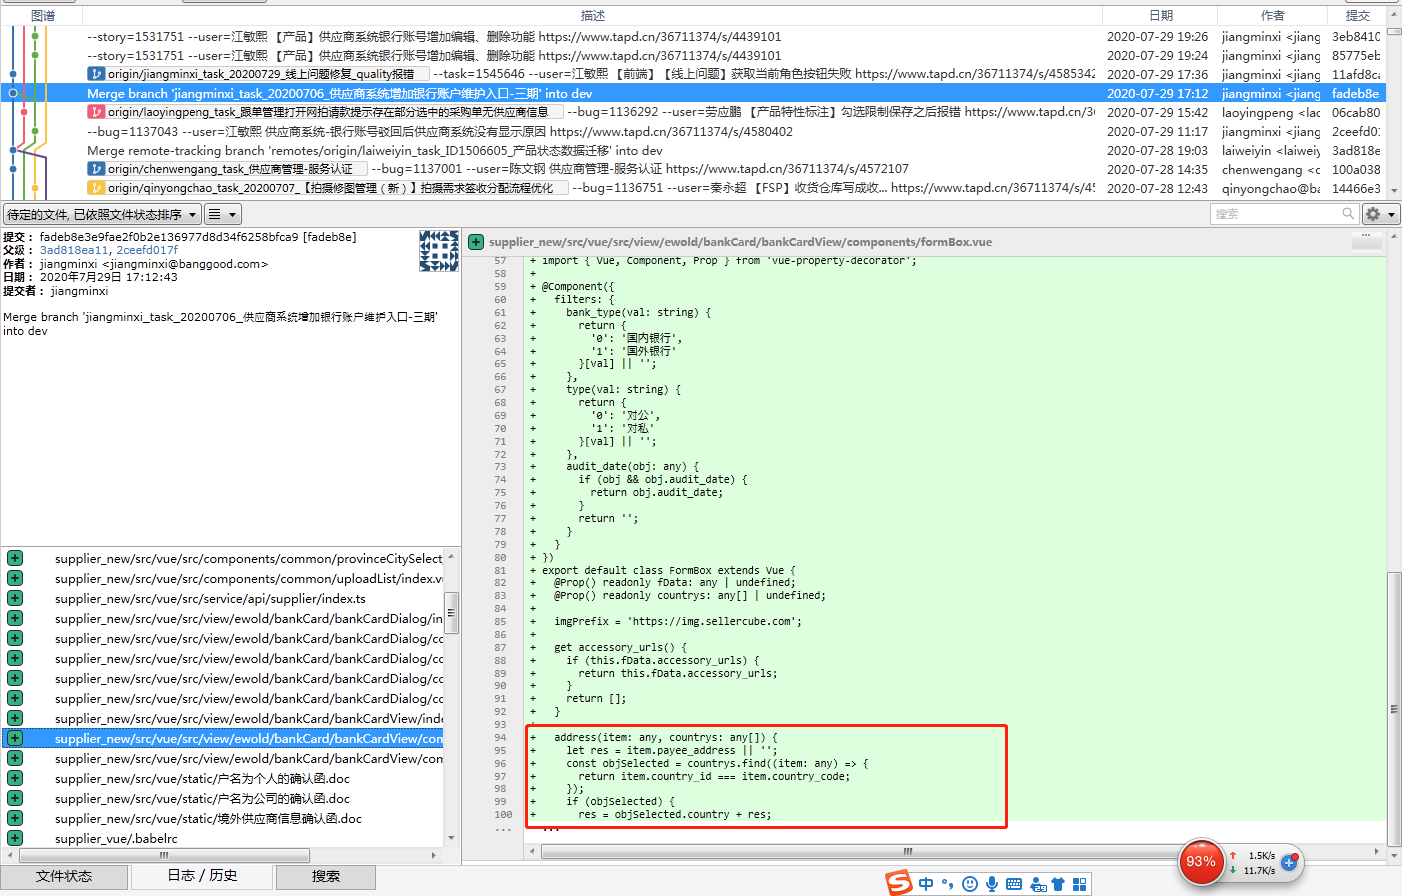 图谱 描述 日期 作者 提交
--story=1531751 --user=江敏熙 【产品】供应商系统银行账号增加编辑、删除功能 https://www.tapd.cn/36711374/s/4439101 2020-07-29 19:26 jiangminxi <jiang 3eb8410
--story=1531751 --user=江敏熙 【产品】供应商系统银行账号增加编辑、删除功能 https://www.tapd.cn/36711374/s/4439101 2020-07-29 19:24 jiangminxi <jiang 85775eb
origin/jiangminxi_task_20200729_线上问题修复_quality报错 --task=1545646 --user=江敏熙 【前端】【线上问题】获取当前角色按钮失败 https://www.tapd.cn/36711374/s/4585342 2020-07-29 17:36 jiangminxi <jiang 11afd8c
Merge branch 'jiangminxi_task_20200706_供应商系统增加银行账户维护入口-三期' into dev 2020-07-29 17:12 jiangminxi <jiang fadeb8e
origin/laoyingpeng_task_跟单管理打开网拍请款提示存在部分选中的采购单无供应商信息 --bug=1136292 --user=劳应鹏 【产品特性标注】勾选限制保存之后报错 https://www.tapd.cn/3 2020-07-29 15:42 laoyingpeng <lac 06cab80
--bug=1137043 --user=江敏熙 供应商系统-银行账号驳回后供应商系统没有显示原因 https://www.tapd.cn/36711374/s/4580402 2020-07-29 11:17 jiangminxi <jiang 2ceefd0
Merge remote-tracking branch 'remotes/origin/laiweiyin_task_ID1506605_产品状态数据迁移' into dev 2020-07-28 19:03 laiweiyin <laiwei 3ad818e
origin/chenwengang_task_供应商管理-服务认证 --bug=1137001 --user=陈文钢 供应商管理-服务认证 https://www.tapd.cn/36711374/s/4572107 2020-07-28 14:35 chenwengang <c 100a038
origin/qinyongchao_task_20200707_【拍摄修图管理（新）】拍摄需求签收分配流程优化 --bug=1136751 --user=秦永超 【FSP】收货仓库写成收... https://www.tapd.cn/36711374/s/45 2020-07-28 12:43 qinyongchao@ba 14466e3
待定的文件, 已依照文件状态排序 搜索
提交： fadeb8e3e9fae2f0b2e136977d8d34f6258bfca9 [fadeb8e]
父级： 3ad818ea11, 2ceefd017f
作者： jiangminxi <jiangminxi@banggood.com>
日期： 2020年7月29日 17:12:43
提交者： jiangminxi
Merge branch 'jiangminxi_task_20200706_供应商系统增加银行账户维护入口-三期'
into dev
supplier_new/src/vue/src/components/common/provinceCitySelect
supplier_new/src/vue/src/components/common/uploadList/index.v
supplier_new/src/vue/src/service/api/supplier/index.ts
supplier_new/src/vue/src/view/ewold/bankCard/bankCardDialog/in
supplier_new/src/vue/src/view/ewold/bankCard/bankCardDialog/co
supplier_new/src/vue/src/view/ewold/bankCard/bankCardDialog/co
supplier_new/src/vue/src/view/ewold/bankCard/bankCardDialog/co
supplier_new/src/vue/src/view/ewold/bankCard/bankCardDialog/co
supplier_new/src/vue/src/view/ewold/bankCard/bankCardView/inde
supplier_new/src/vue/src/view/ewold/bankCard/bankCardView/com
supplier_new/src/vue/src/view/ewold/bankCard/bankCardView/com
supplier_new/src/vue/static/户名为个人的确认函.doc
supplier_new/src/vue/static/户名为公司的确认函.doc
supplier_new/src/vue/static/境外供应商信息确认函.doc
supplier_vue/.babelrc
supplier_new/src/vue/src/view/ewold/bankCard/bankCardView/components/formBox.vue
57 + import { Vue, Component, Prop } from 'vue-property-decorator';
58 +
59 + @Component({
60 + filters: {
61 + bank_type(val: string) {
62 + return {
63 + '0': '国内银行',
64 + '1': '国外银行'
65 + }[val] || '';
66 + },
67 + type(val: string) {
68 + return {
69 + '0': '对公',
70 + '1': '对私'
71 + }[val] || '';
72 + },
73 + audit_date(obj: any) {
74 + if (obj && obj.audit_date) {
75 + return obj.audit_date;
76 + }
77 + return '';
78 + }
79 + }
80 + })
81 + export default class FormBox extends Vue {
82 + @Prop() readonly fData: any | undefined;
83 + @Prop() readonly countrys: any[] | undefined;
84 +
85 + imgPrefix = 'https://img.sellercube.com';
86 +
87 + get accessory_urls() {
88 + if (this.fData.accessory_urls) {
89 + return this.fData.accessory_urls;
90 + }
91 + return [];
92 + }
93
94 + address(item: any, countrys: any[]) {
95 + let res = item.payee_address || '';
96 + const objSelected = countrys.find((item: any) => {
97 + return item.country_id === item.country_code;
98 + });
99 + if (objSelected) {
100 + res = objSelected.country + res;
... ...
文件状态 日志 / 历史 搜索
93% 1.5K/s
11.7K/s
中